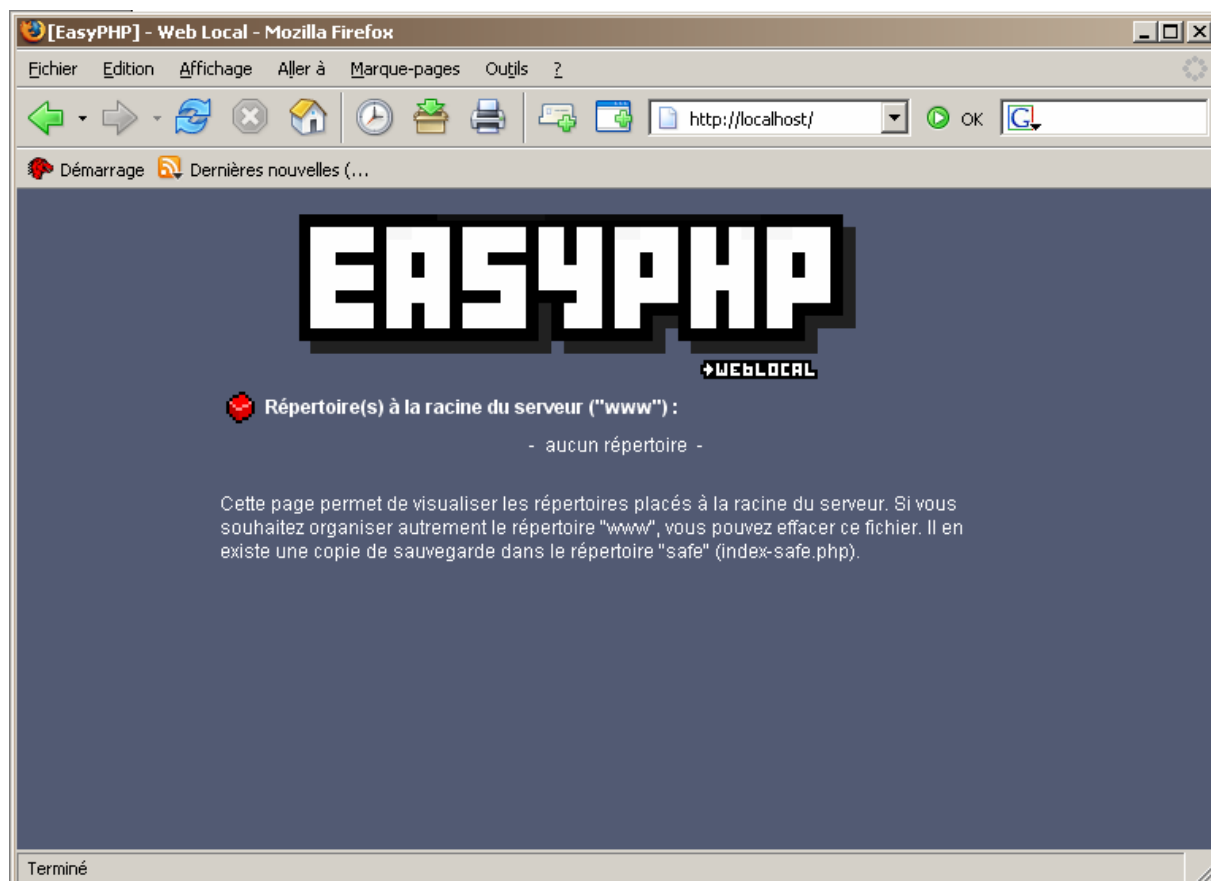 [EasyPHP] - Web Local - Mozilla Firefox
Fichier Edition Affichage Aller à Marque-pages Outils ?
http://localhost/ OK G
Démarrage Dernières nouvelles (...
EASYPHP
WEBLOCAL
Répertoire(s) à la racine du serveur ("www") :
- aucun répertoire -
Cette page permet de visualiser les répertoires placés à la racine du serveur. Si vous
souhaitez organiser autrement le répertoire "www", vous pouvez effacer ce fichier. Il en
existe une copie de sauvegarde dans le répertoire "safe" (index-safe.php).
Terminé